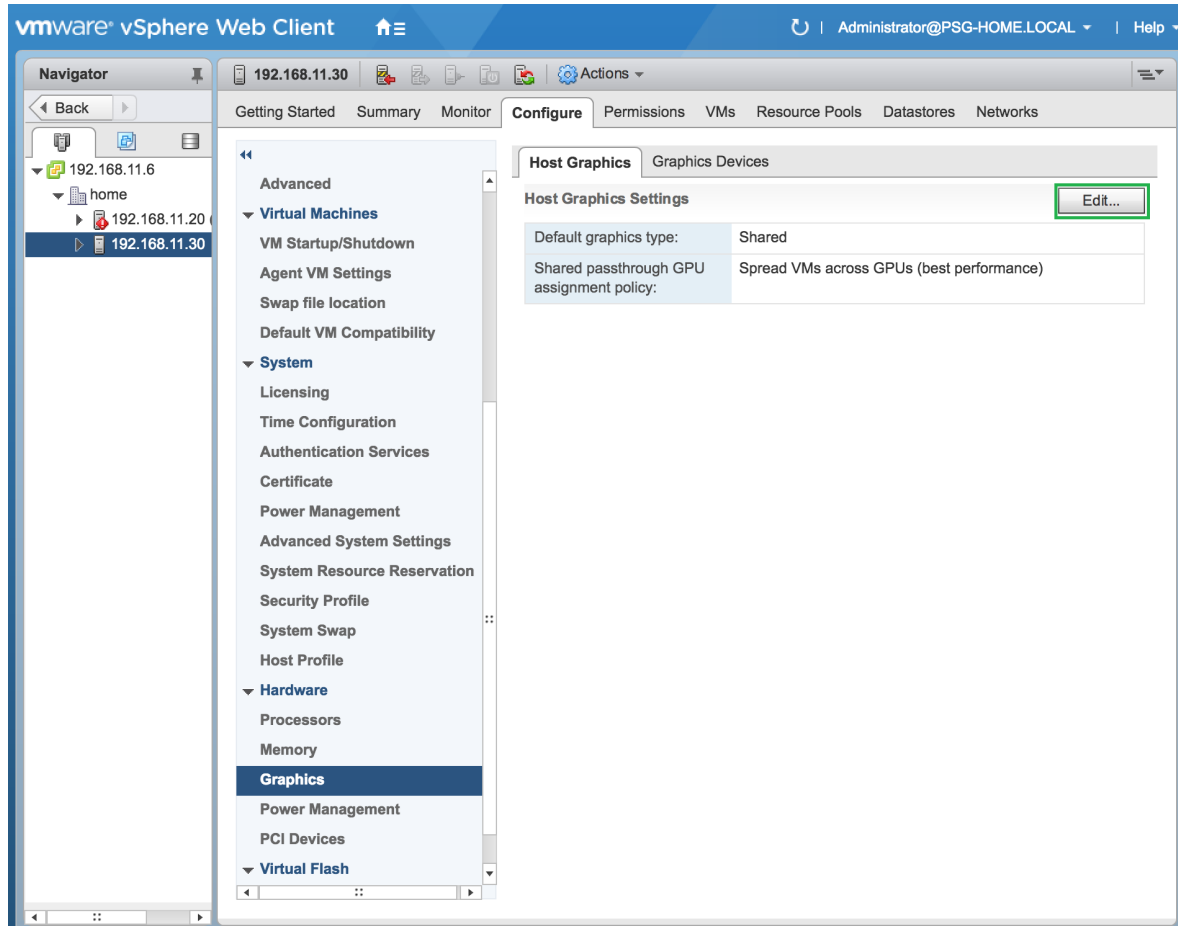 vmware® vSphere Web Client
Administrator@PSG-HOME.LOCAL
Help
Navigator
Back
192.168.11.6
home
192.168.11.20
192.168.11.30
192.168.11.30
Actions
Getting Started Summary Monitor Configure Permissions VMs Resource Pools Datastores Networks
Advanced
Virtual Machines
VM Startup/Shutdown
Agent VM Settings
Swap file location
Default VM Compatibility
System
Licensing
Time Configuration
Authentication Services
Certificate
Power Management
Advanced System Settings
System Resource Reservation
Security Profile
System Swap
Host Profile
Hardware
Processors
Memory
Graphics
Power Management
PCI Devices
Virtual Flash
Host Graphics Graphics Devices
Host Graphics Settings
Edit...
Default graphics type: Shared
Shared passthrough GPU Spread VMs across GPUs (best performance)
assignment policy: